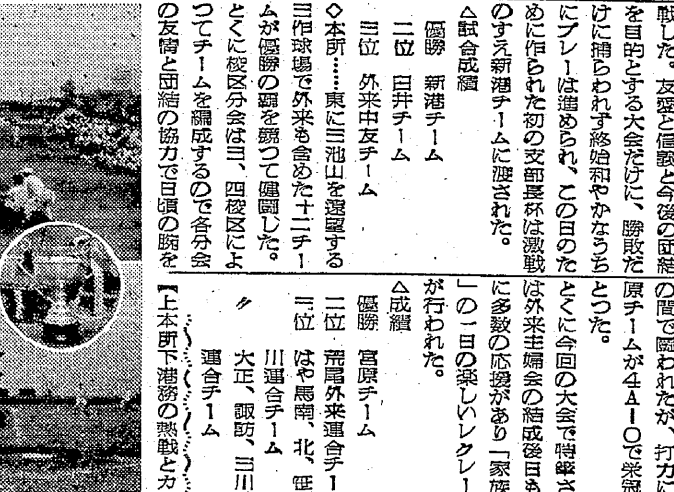 戦した。友愛と信義と今後の団結
を目的とする大会だけに、勝敗だ
けに捕らわれず終始和やかなうち
にプレーは進められ、この日のた
めに作られた初の支部長杯は激戦
のすえ新港チームに渡された。
△試合成績
優勝 新港チーム
二位 臼井チーム
三位 外来中友チーム
◇本所……東に三池山を遠望する
三作球場で外来も含めた十二チー
ムが優勝の覇を競つて健闘した。
とくに稜区分会は三、四稜区によ
つてチームを編成するので各分会
の友情と団結の協力で日頃の腕を
の間で闘われたが、打力に
原チームが4A―0で栄冠
とつた。
とくに今回の大会で特筆さ
は外来主婦会の結成後日も
に多数の応援があり「家族
」の一日の楽しいレクレー
が行われた。
△成績
優勝 宮原チーム
二位 荒尾外来連合チー
三位 はや馬南、北、
川連合チーム
〃 大正、諏訪、三川
連合チーム
【上本所下港務の熱戦とカ